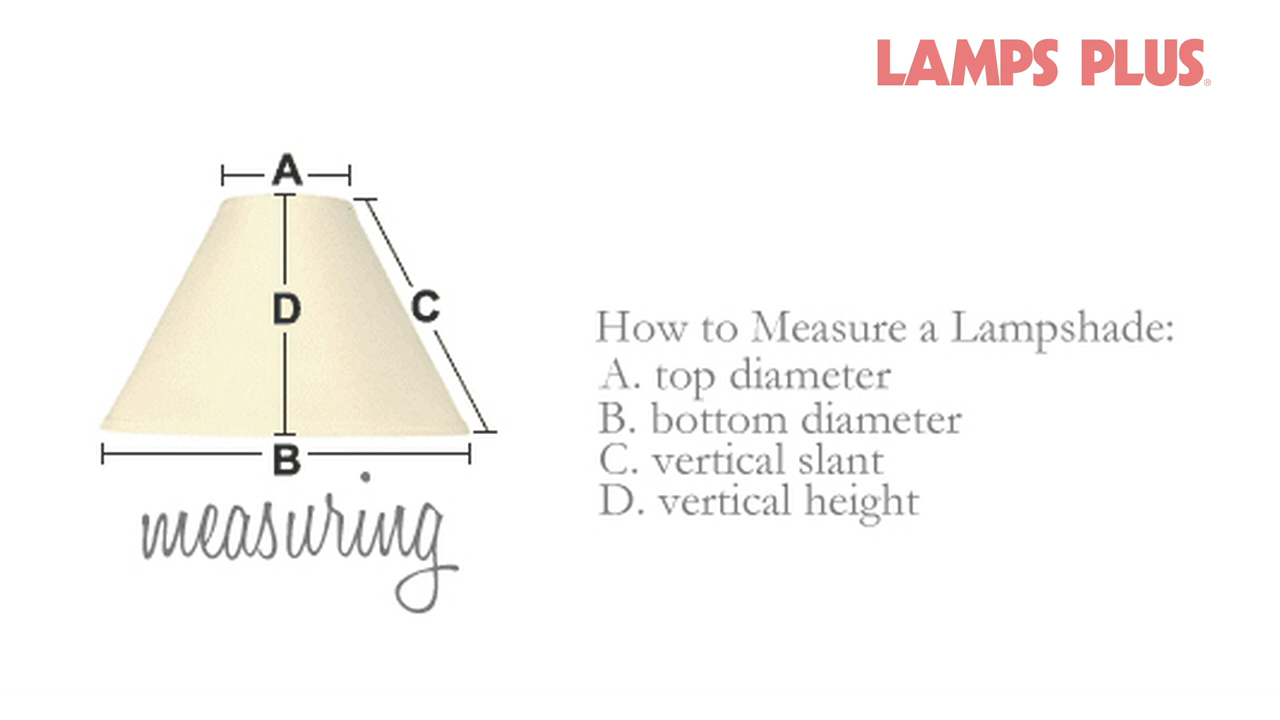 LAMPS PLUS®
A
D
C
B
measuring
How to Measure a Lampshade:
A. top diameter
B. bottom diameter
C. vertical slant
D. vertical height